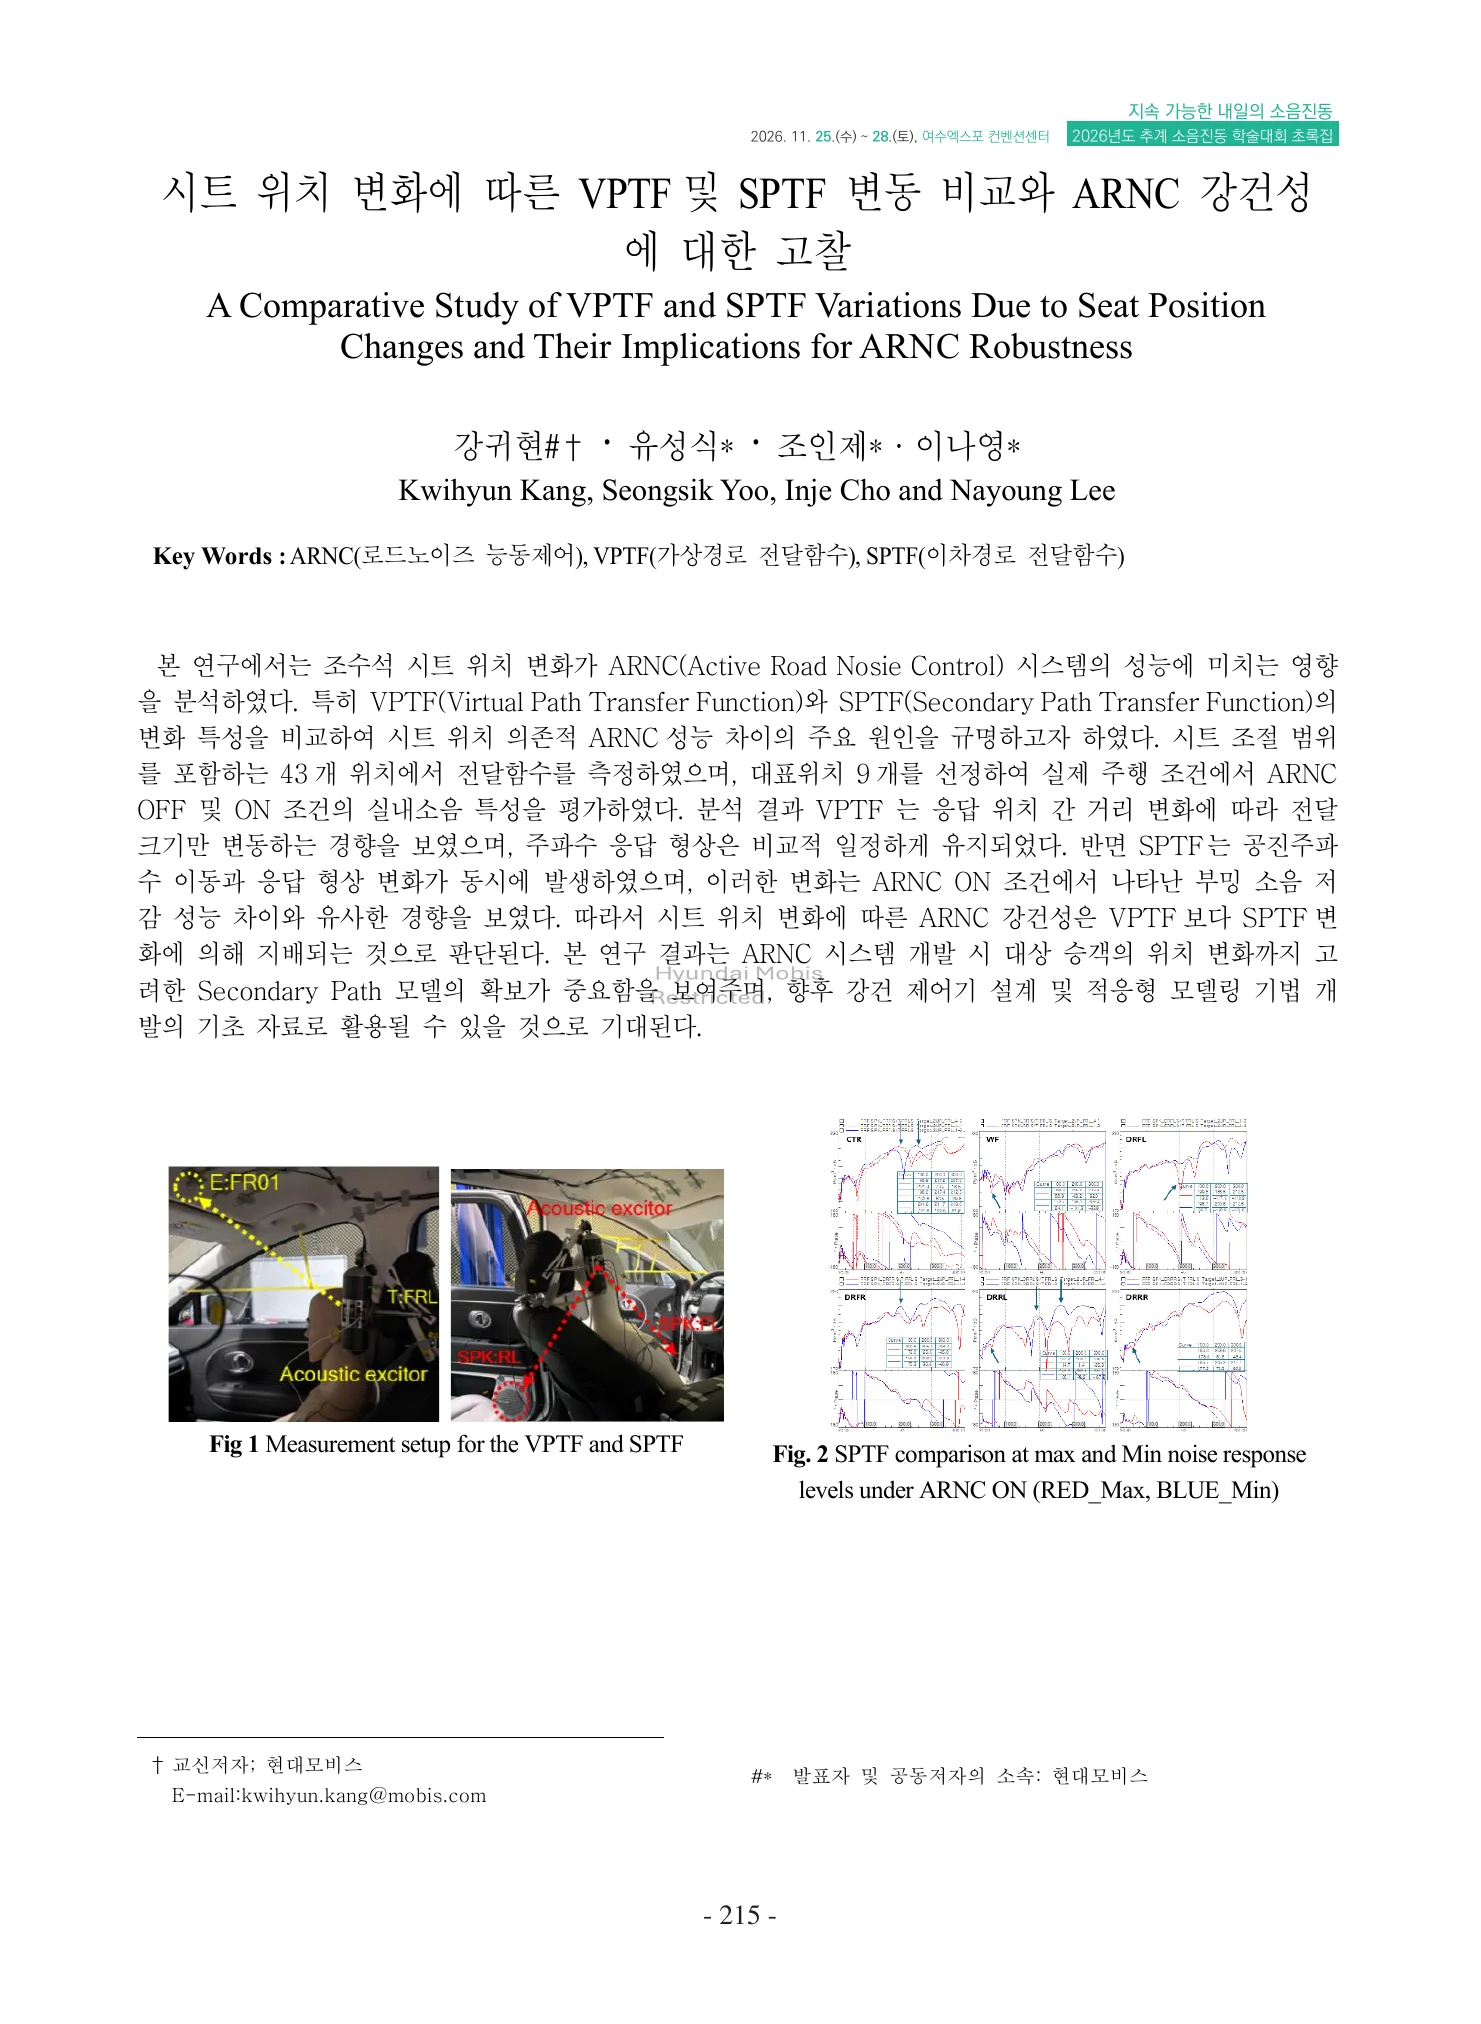 지속 가능한 내일의 소음진동
2026. 11. 25.(수) ~ 28.(토), 여수엑스포 컨벤션센터 2026년도 추계 소음진동 학술대회 초록집
시트 위치 변화에 따른 VPTF 및 SPTF 변동 비교와 ARNC 강건성
에 대한 고찰
A Comparative Study of VPTF and SPTF Variations Due to Seat Position
Changes and Their Implications for ARNC Robustness
강귀현#† · 유성식* · 조인제* · 이나영*
Kwihyun Kang, Seongsik Yoo, Inje Cho and Nayoung Lee
Key Words : ARNC(로드노이즈 능동제어), VPTF(가상경로 전달함수), SPTF(이차경로 전달함수)
본 연구에서는 조수석 시트 위치 변화가 ARNC(Active Road Nosie Control) 시스템의 성능에 미치는 영향
을 분석하였다. 특히 VPTF(Virtual Path Transfer Function)와 SPTF(Secondary Path Transfer Function)의
변화 특성을 비교하여 시트 위치 의존적 ARNC 성능 차이의 주요 원인을 규명하고자 하였다. 시트 조절 범위
를 포함하는 43개 위치에서 전달함수를 측정하였으며, 대표위치 9개를 선정하여 실제 주행 조건에서 ARNC
OFF 및 ON 조건의 실내소음 특성을 평가하였다. 분석 결과 VPTF 는 응답 위치 간 거리 변화에 따라 전달
크기만 변동하는 경향을 보였으며, 주파수 응답 형상은 비교적 일정하게 유지되었다. 반면 SPTF는 공진주파
수 이동과 응답 형상 변화가 동시에 발생하였으며, 이러한 변화는 ARNC ON 조건에서 나타난 부밍 소음 저
감 성능 차이와 유사한 경향을 보였다. 따라서 시트 위치 변화에 따른 ARNC 강건성은 VPTF보다 SPTF 변
화에 의해 지배되는 것으로 판단된다. 본 연구 결과는 ARNC 시스템 개발 시 대상 승객의 위치 변화까지 고
려한 Secondary Path 모델의 확보가 중요함을 보여주며, 향후 강건 제어기 설계 및 적응형 모델링 기법 개
발의 기초 자료로 활용될 수 있을 것으로 기대된다.
Hyundai Mobis
Restricted,
E:FR01
T:FRL
Acoustic excitor
Acoustic excitor
SPK:FL
SPK:RL
Fig 1 Measurement setup for the VPTF and SPTF
CTR
WF
DRFL
DRFR
DRRL
DRRR
Fig. 2 SPTF comparison at max and Min noise response
levels under ARNC ON (RED_Max, BLUE_Min)
† 교신저자; 현대모비스
E-mail:kwihyun.kang@mobis.com
#* 발표자 및 공동저자의 소속: 현대모비스
- 215 -